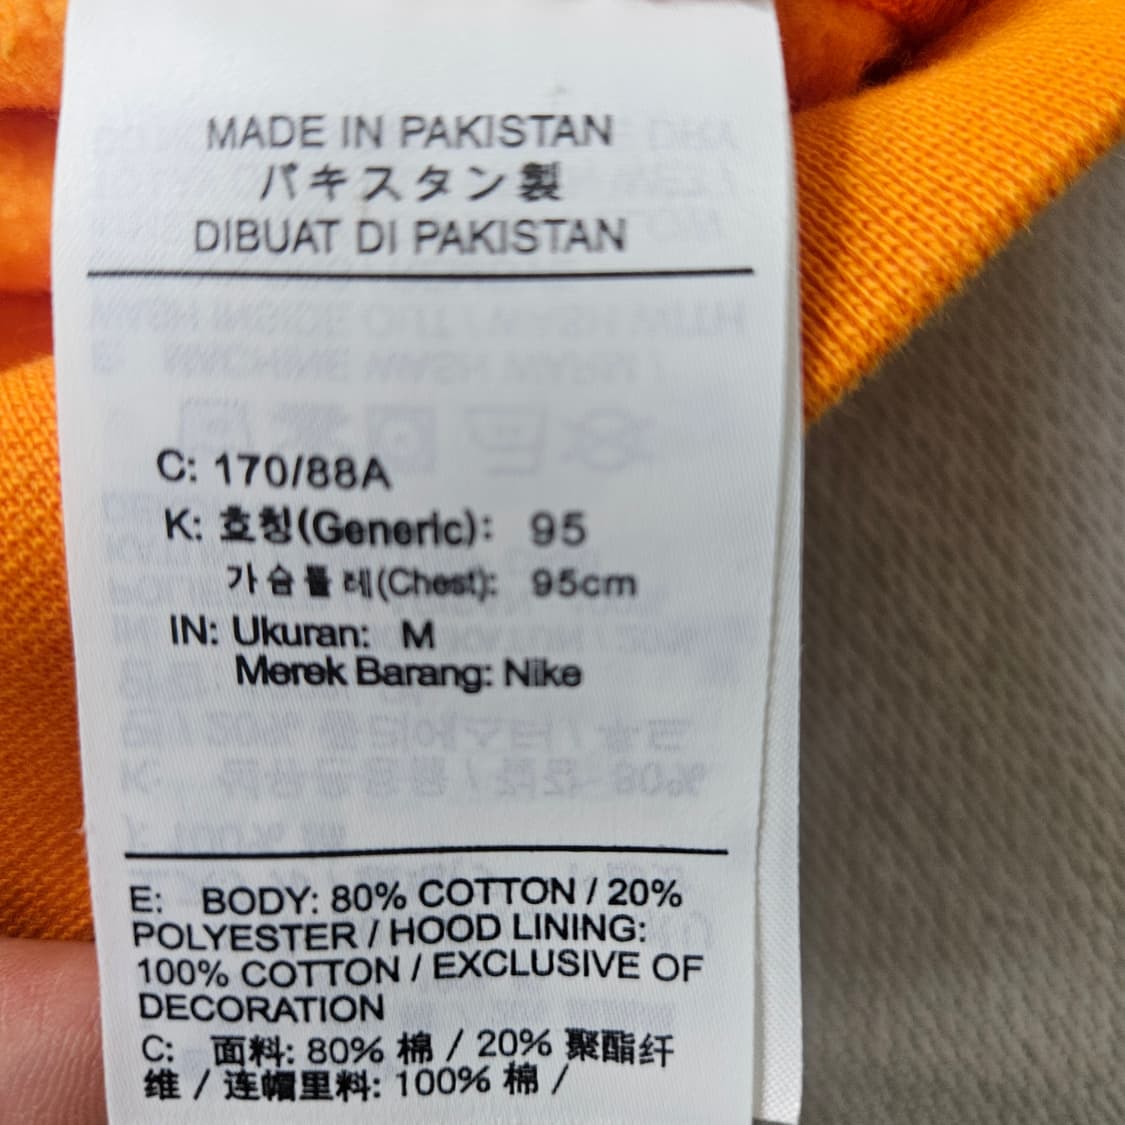 MADE IN PAKISTAN
パキスタン製
DIBUAT DI PAKISTAN
C: 170/88A
K: 호칭(Generic): 95
가슴둘레(Chest): 95cm
IN: Ukuran: M
Merek Barang: Nike
E: BODY: 80% COTTON / 20%
POLYESTER / HOOD LINING:
100% COTTON / EXCLUSIVE OF
DECORATION
C: 面料: 80% 棉 / 20% 聚酯纤
维 / 连帽里料: 100% 棉 /